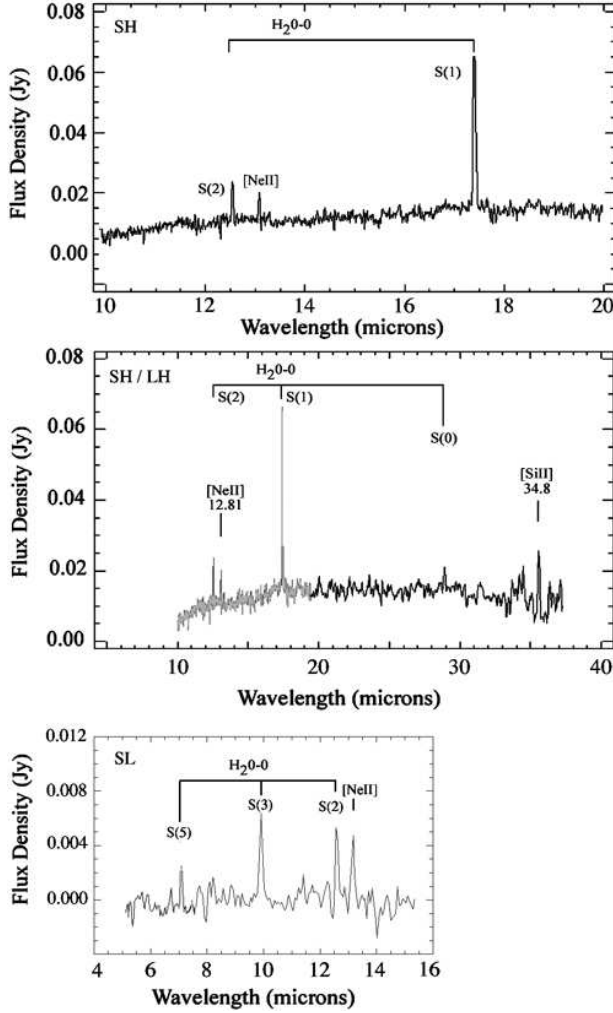 SH
H20-0
S(1)
S(2)
[NeII]
Flux Density (Jy)
0.08
0.06
0.04
0.02
0.00
10 12 14 16 18 20
Wavelength (microns)
SH / LH
H20-0
S(2) S(1)
S(0)
[NeII]
12.81
[SiII]
34.8
Flux Density (Jy)
0.08
0.06
0.04
0.02
0.00
10 20 30 40
Wavelength (microns)
SL
H20-0
S(5)
S(3)
S(2)
[NeII]
Flux Density (Jy)
0.012
0.008
0.004
0.000
-0.004
4 6 8 10 12 14 16
Wavelength (microns)